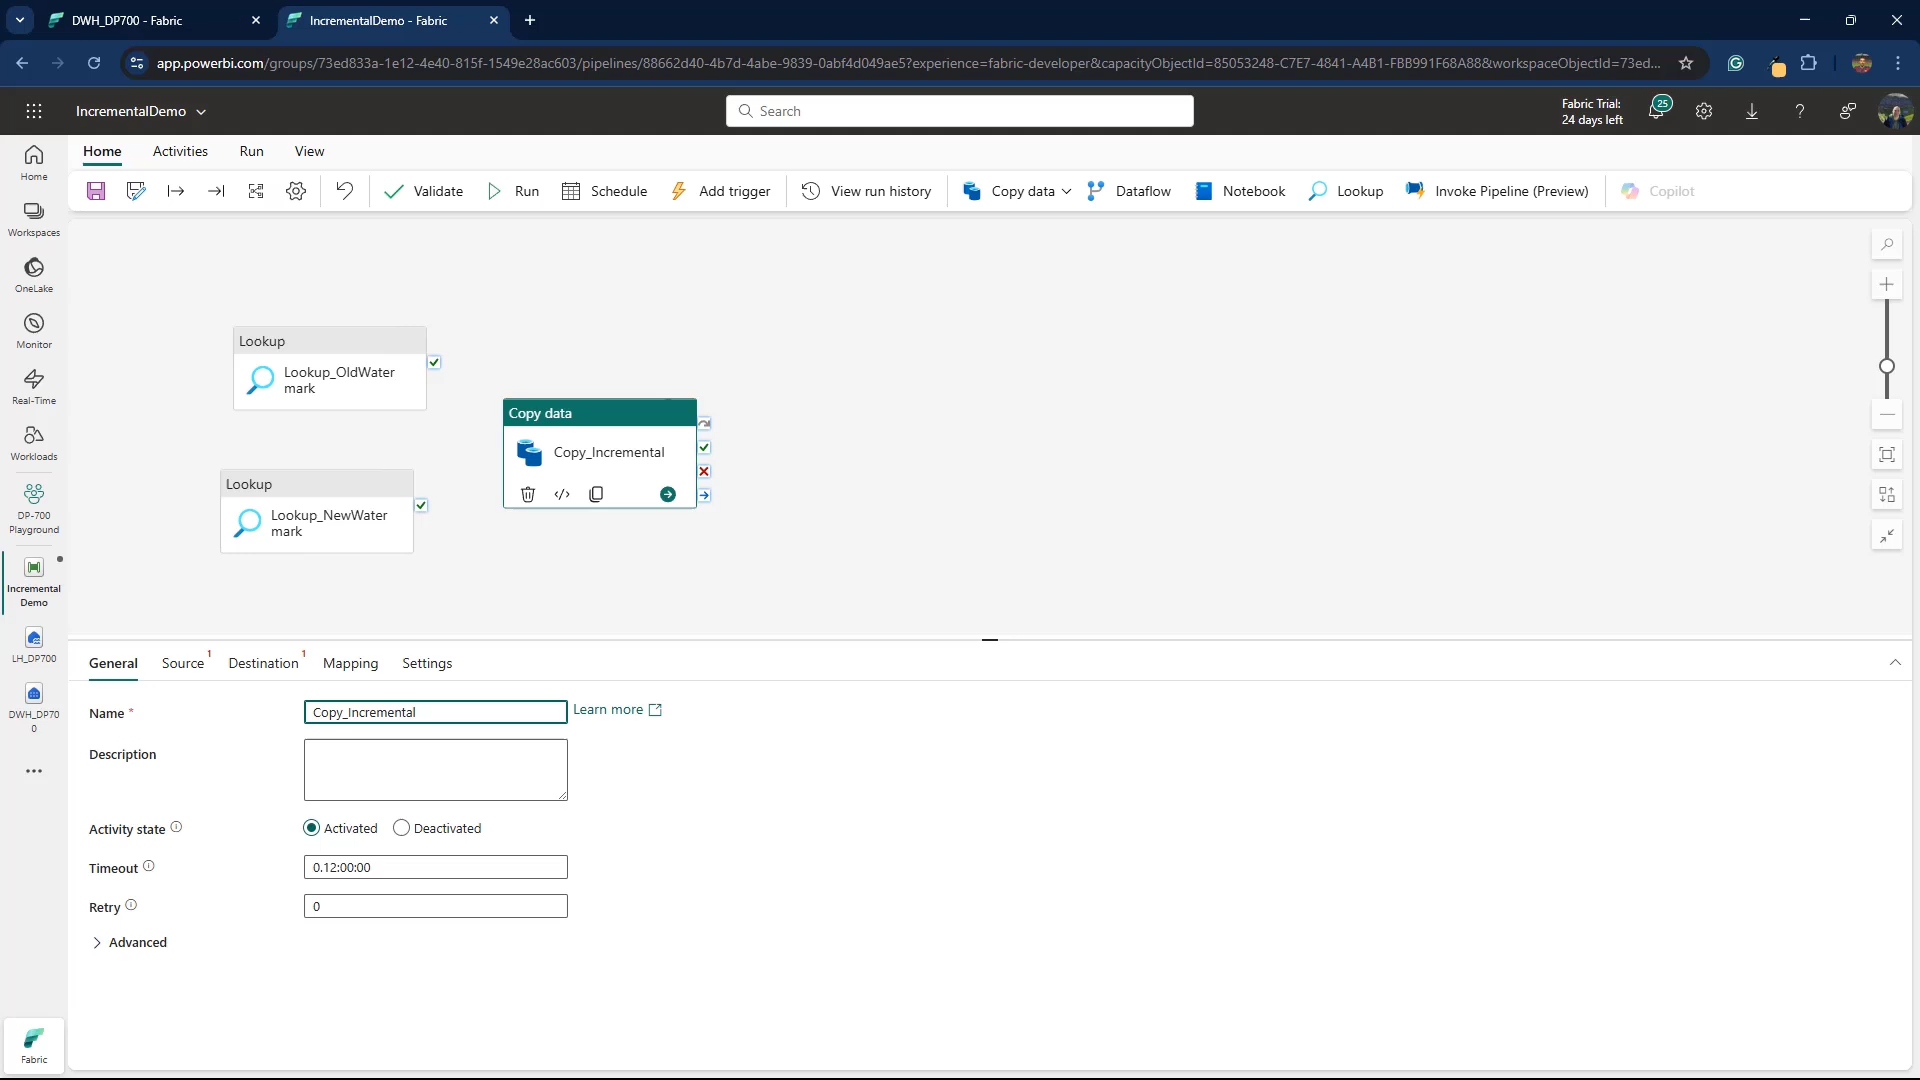 DWH_DP700 - Fabric
IncrementalDemo - Fabric
app.powerbi.com/groups/73ed833a-1e12-4e40-815f-1549e28ac603/pipelines/88662d40-4b7d-4abe-9839-0abf4d049ae5?experience=fabric-developer&capacityObjectId=85053248-C7E7-4841-A4B1-FBB991F68A88&workspaceObjectId=73ed...
IncrementalDemo
Search
Fabric Trial:
24 days left
25
Home
Activities
Run
View
Validate
Run
Schedule
Add trigger
View run history
Copy data
Dataflow
Notebook
Lookup
Invoke Pipeline (Preview)
Copilot
Home
Workspaces
OneLake
Monitor
Real-Time
Workloads
DP-700
Playground
Incremental
Demo
LH_DP700
DWH_DP70
0
Fabric
Lookup
Lookup_OldWater
mark
Lookup
Lookup_NewWater
mark
Copy data
Copy_Incremental
General
Source 1
Destination 1
Mapping
Settings
Name *
Copy_Incremental
Learn more
Description
Activity state
Activated
Deactivated
Timeout
0.12:00:00
Retry
0
Advanced